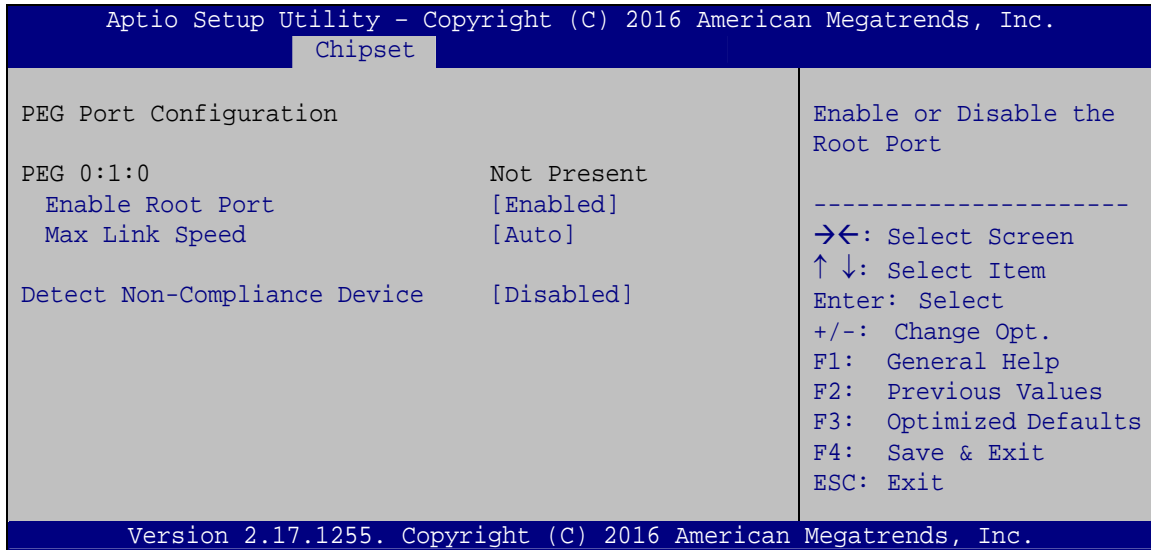 Aptio Setup Utility – Copyright (C) 2016 American Megatrends, Inc.
Chipset
PEG Port Configuration
PEG 0:1:0 Not Present
Enable Root Port [Enabled]
Max Link Speed [Auto]
Detect Non-Compliance Device [Disabled]
Enable or Disable the
Root Port
----------------------
→←: Select Screen
↑ ↓: Select Item
Enter: Select
+/-: Change Opt.
F1: General Help
F2: Previous Values
F3: Optimized Defaults
F4: Save & Exit
ESC: Exit
Version 2.17.1255. Copyright (C) 2016 American Megatrends, Inc.